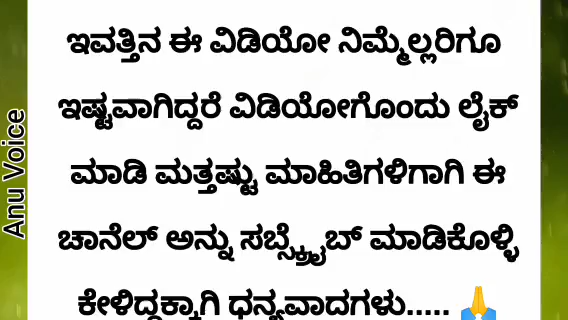 ಇವತ್ತಿನ ಈ ವಿಡಿಯೋ ನಿಮ್ಮೆಲ್ಲರಿಗೂ
ಇಷ್ಟವಾಗಿದ್ದರೆ ವಿಡಿಯೋಗೊಂದು ಲೈಕ್
ಮಾಡಿ ಮತ್ತಷ್ಟು ಮಾಹಿತಿಗಳಿಗಾಗಿ ಈ
ಚಾನೆಲ್ ಅನ್ನು ಸಬ್ಸ್ಕ್ರೈಬ್ ಮಾಡಿಕೊಳ್ಳಿ
ಕೇಳಿದ್ದಕ್ಕಾಗಿ ಧನ್ಯವಾದಗಳು..... 🙏
Anu Voice